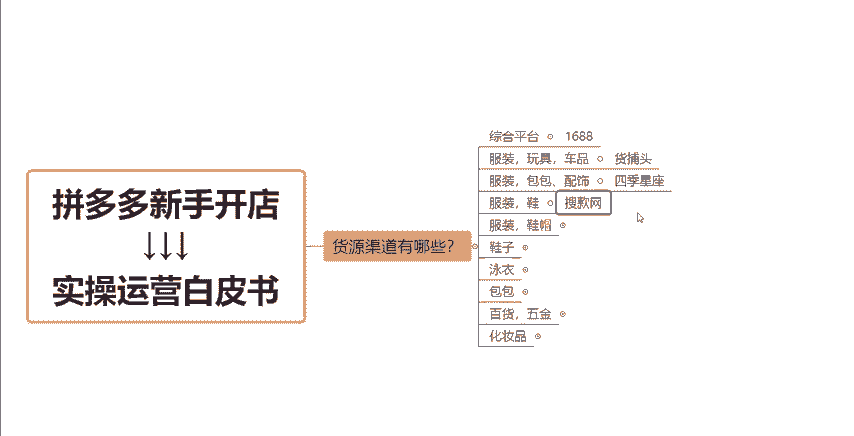 拼多多新手开店
↓↓↓
实操运营白皮书
货源渠道有哪些？
综合平台 1688
服装，玩具，车品 货捕头
服装，包包、配饰 四季星座
服装，鞋 搜款网
服装，鞋帽
鞋子
泳衣
包包
百货，五金
化妆品